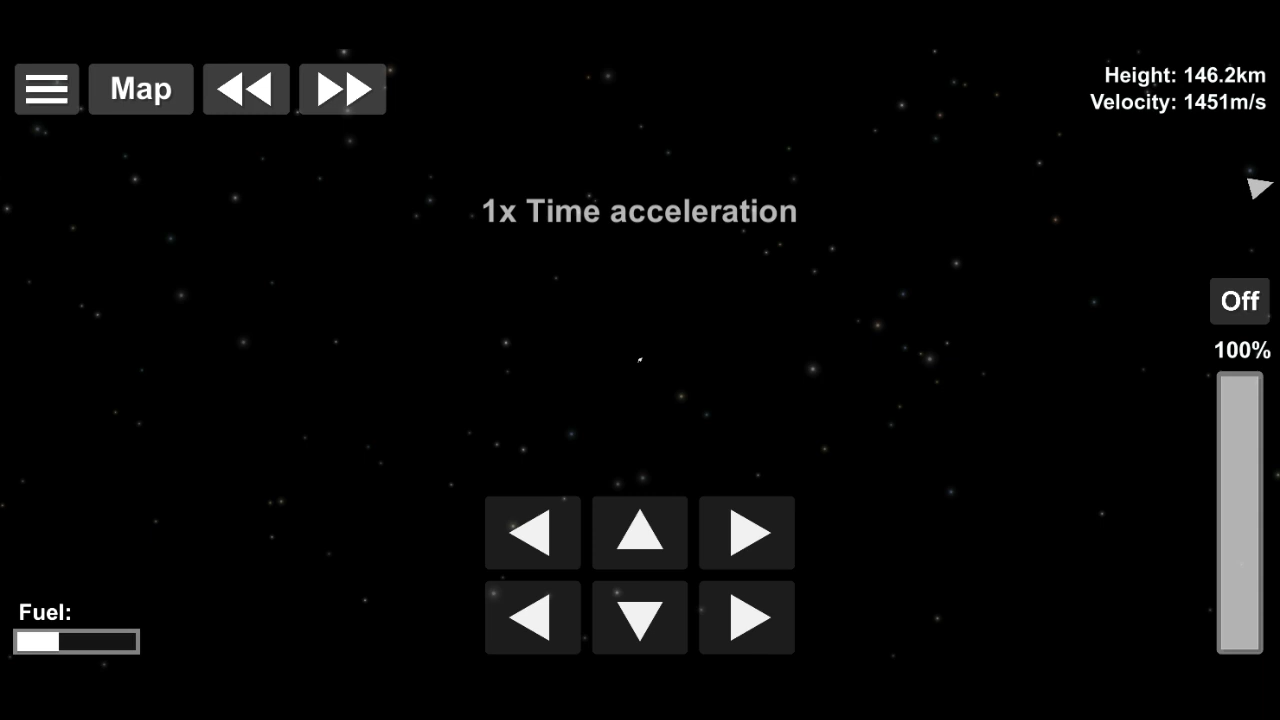 Map
Height: 146.2km
Velocity: 1451m/s
1x Time acceleration
Off
100%
Fuel: